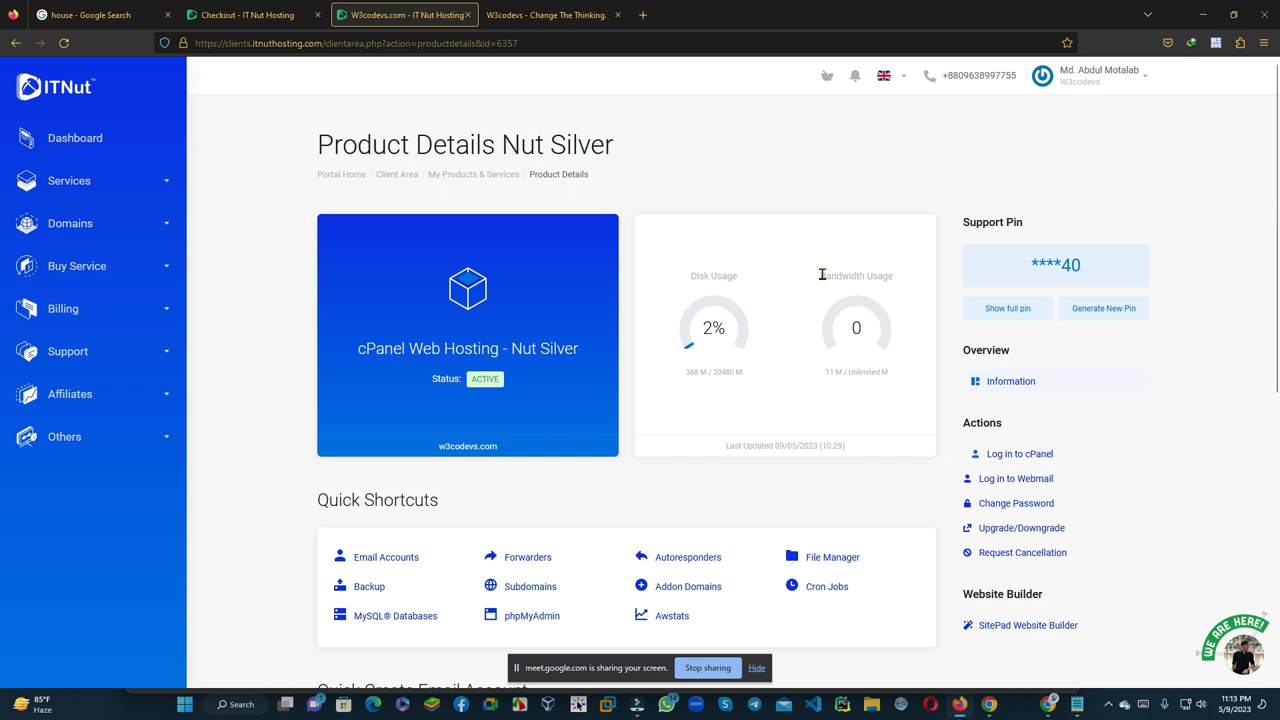 house - Google Search
Checkout - IT Nut Hosting
W3codevs.com - IT Nut Hosting
W3codevs - Change The Thinking.
https://clients.itnuthosting.com/clientarea.php?action=productdetails&id=6357
ITNut™
+8809638997755
Md. Abdul Motalab
W3codevs
Dashboard
Services
Domains
Buy Service
Billing
Support
Affiliates
Others
Product Details Nut Silver
Portal Home / Client Area / My Products & Services / Product Details
cPanel Web Hosting - Nut Silver
Status: ACTIVE
w3codevs.com
Disk Usage
2%
368 M / 20480 M
Bandwidth Usage
0
11 M / Unlimited M
Last Updated 09/05/2023 (10:29)
Support Pin
****40
Show full pin
Generate New Pin
Overview
Information
Actions
Log in to cPanel
Log in to Webmail
Change Password
Upgrade/Downgrade
Request Cancellation
Website Builder
SitePad Website Builder
Quick Shortcuts
Email Accounts
Forwarders
Autoresponders
File Manager
Backup
Subdomains
Addon Domains
Cron Jobs
MySQL® Databases
phpMyAdmin
Awstats
WE ARE HERE!
meet.google.com is sharing your screen.
Stop sharing
Hide
Quick Create Email Account
85°F
Haze
Search
11:13 PM
5/9/2023